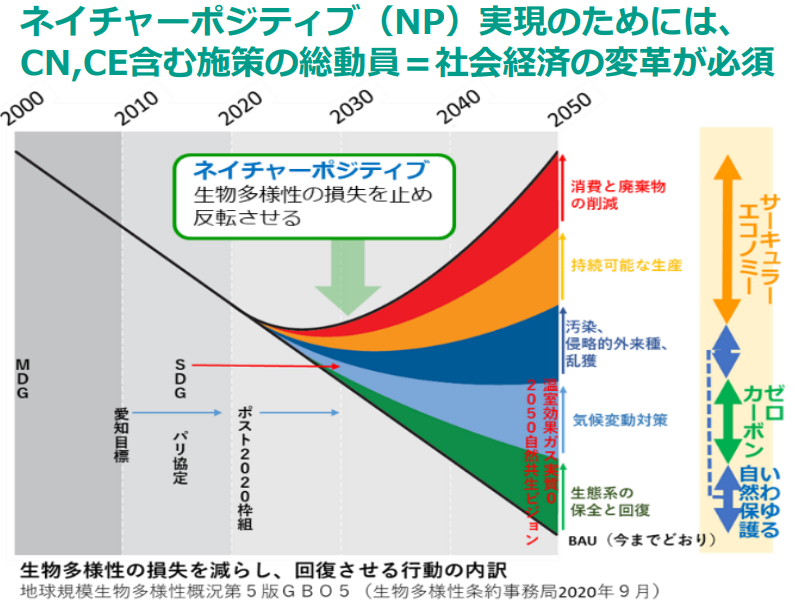 ネイチャーポジティブ（NP）実現のためには、
CN,CE含む施策の総動員＝社会経済の変革が必須
2000
2010
2020
2030
2040
2050
ネイチャーポジティブ
生物多様性の損失を止め
反転させる
消費と廃棄物
の削減
持続可能な生産
汚染、
侵略的外来種、
乱獲
気候変動対策
生態系の
保全と回復
BAU（今までどおり）
サーキュラー
エコノミー
ゼロ
カーボン
いわゆる
自然保護
MDG
SDG
愛知目標
パリ協定
ポスト2020枠組
温室効果ガス実質0
2050自然共生ビジョン
生物多様性の損失を減らし、回復させる行動の内訳
地球規模生物多様性概況第５版ＧＢＯ５（生物多様性条約事務局2020年９月）